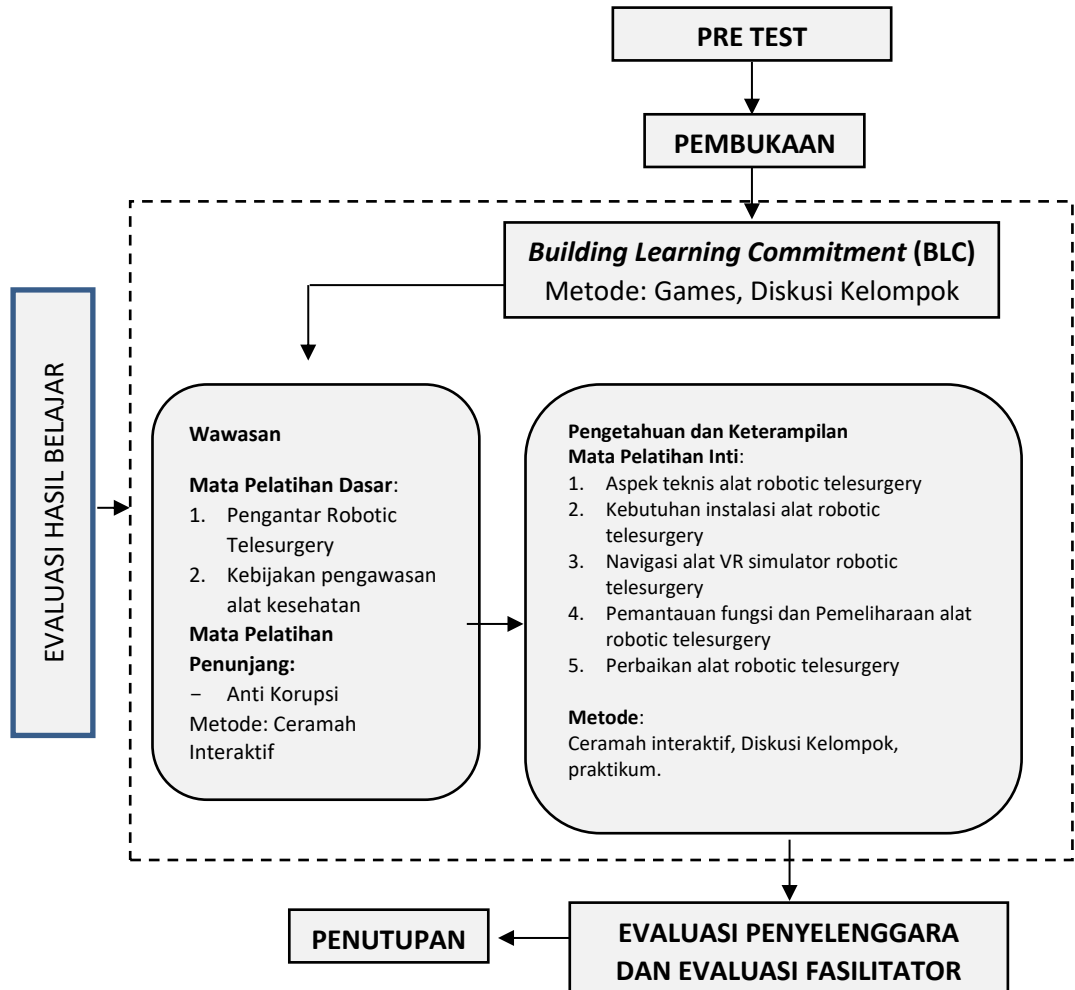 PRE TEST
PEMBUKAAN
Building Learning Commitment (BLC)
Metode: Games, Diskusi Kelompok
EVALUASI HASIL BELAJAR
Wawasan
Mata Pelatihan Dasar:
1. Pengantar Robotic
Telesurgery
2. Kebijakan pengawasan
alat kesehatan
Mata Pelatihan
Penunjang:
− Anti Korupsi
Metode: Ceramah
Interaktif
Pengetahuan dan Keterampilan
Mata Pelatihan Inti:
1. Aspek teknis alat robotic telesurgery
2. Kebutuhan instalasi alat robotic
telesurgery
3. Navigasi alat VR simulator robotic
telesurgery
4. Pemantauan fungsi dan Pemeliharaan alat
robotic telesurgery
5. Perbaikan alat robotic telesurgery
Metode:
Ceramah interaktif, Diskusi Kelompok,
praktikum.
EVALUASI PENYELENGGARA
DAN EVALUASI FASILITATOR
PENUTUPAN